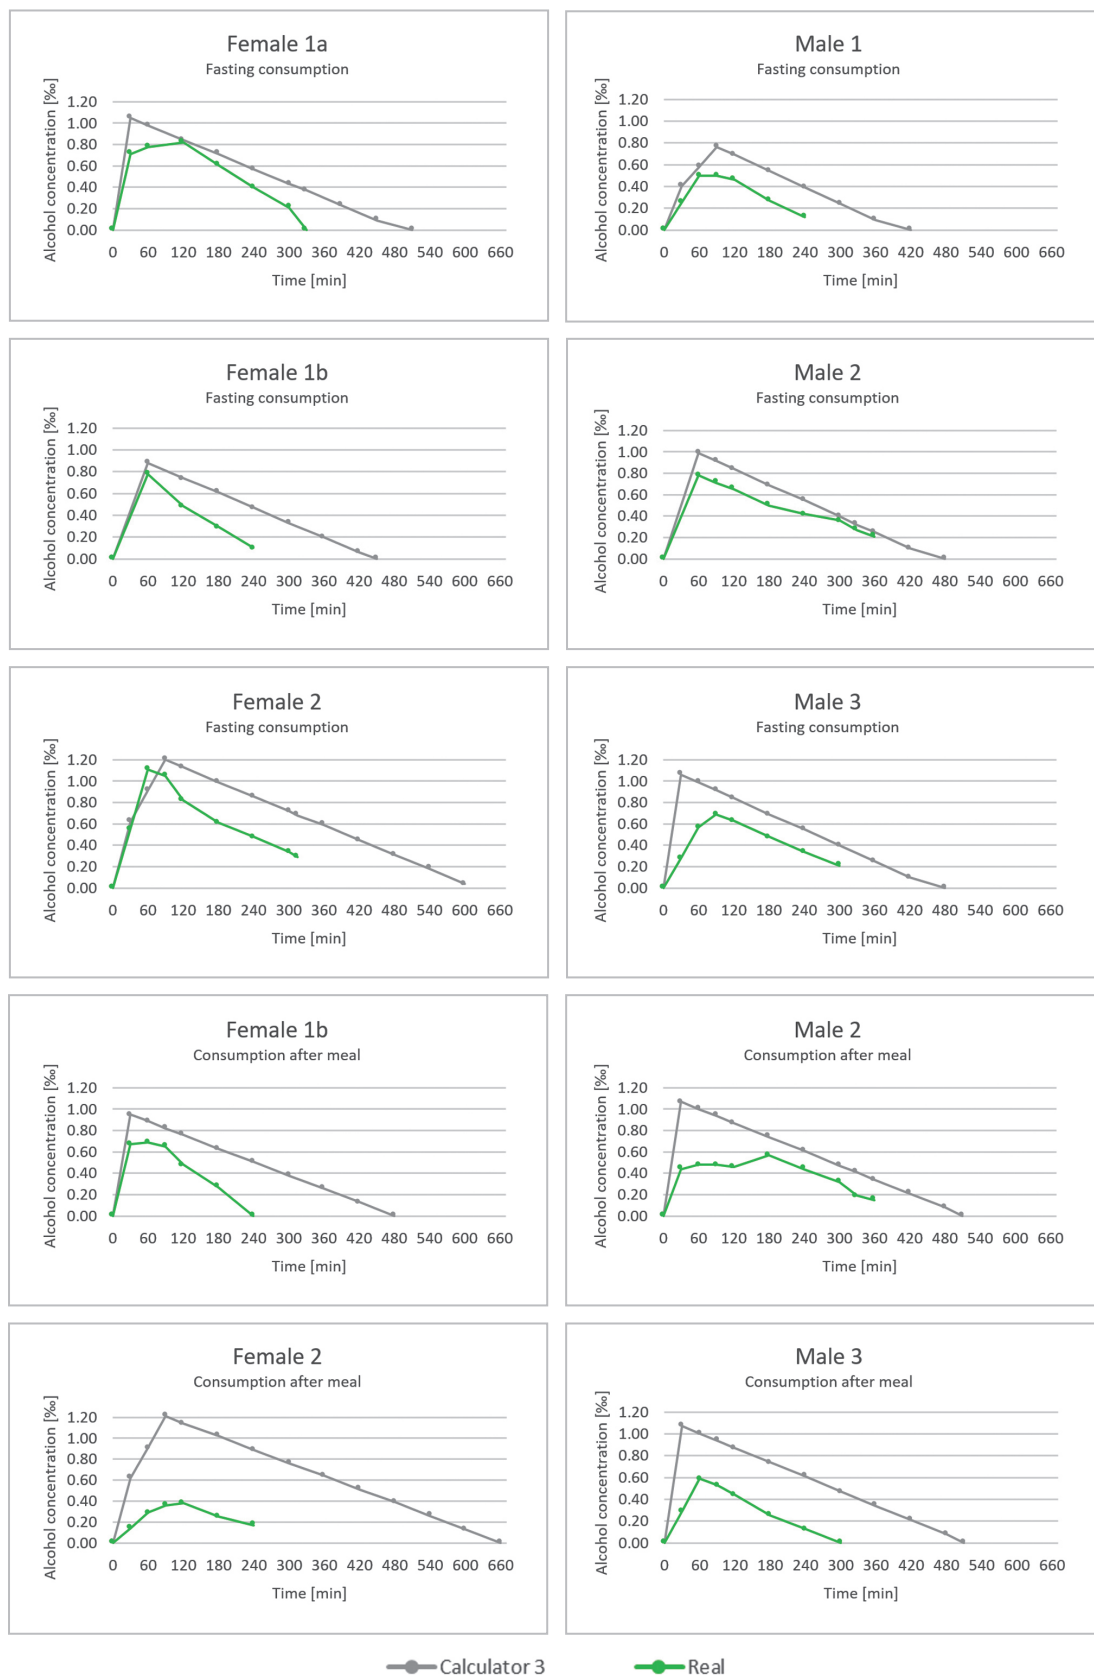 Female 1a
Fasting consumption
Alcohol concentration [‰]
1.20
1.00
0.80
0.60
0.40
0.20
0.00
0 60 120 180 240 300 360 420 480 540 600 660
Time [min]
Male 1
Fasting consumption
Alcohol concentration [‰]
1.20
1.00
0.80
0.60
0.40
0.20
0.00
0 60 120 180 240 300 360 420 480 540 600 660
Time [min]
Female 1b
Fasting consumption
Alcohol concentration [‰]
1.20
1.00
0.80
0.60
0.40
0.20
0.00
0 60 120 180 240 300 360 420 480 540 600 660
Time [min]
Male 2
Fasting consumption
Alcohol concentration [‰]
1.20
1.00
0.80
0.60
0.40
0.20
0.00
0 60 120 180 240 300 360 420 480 540 600 660
Time [min]
Female 2
Fasting consumption
Alcohol concentration [‰]
1.20
1.00
0.80
0.60
0.40
0.20
0.00
0 60 120 180 240 300 360 420 480 540 600 660
Time [min]
Male 3
Fasting consumption
Alcohol concentration [‰]
1.20
1.00
0.80
0.60
0.40
0.20
0.00
0 60 120 180 240 300 360 420 480 540 600 660
Time [min]
Female 1b
Consumption after meal
Alcohol concentration [‰]
1.20
1.00
0.80
0.60
0.40
0.20
0.00
0 60 120 180 240 300 360 420 480 540 600 660
Time [min]
Male 2
Consumption after meal
Alcohol concentration [‰]
1.20
1.00
0.80
0.60
0.40
0.20
0.00
0 60 120 180 240 300 360 420 480 540 600 660
Time [min]
Female 2
Consumption after meal
Alcohol concentration [‰]
1.20
1.00
0.80
0.60
0.40
0.20
0.00
0 60 120 180 240 300 360 420 480 540 600 660
Time [min]
Male 3
Consumption after meal
Alcohol concentration [‰]
1.20
1.00
0.80
0.60
0.40
0.20
0.00
0 60 120 180 240 300 360 420 480 540 600 660
Time [min]
Calculator 3
Real